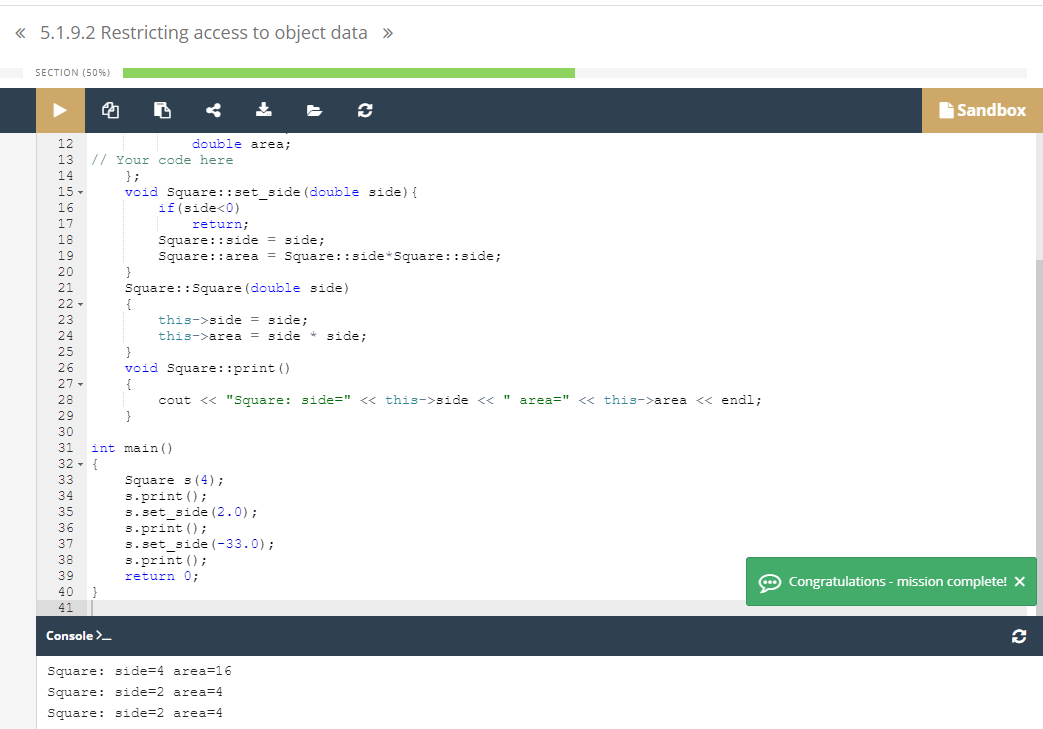 « 5.1.9.2 Restricting access to object data »
SECTION (50%)
Sandbox
12 double area;
13 // Your code here
14 };
15 void Square::set_side(double side){
16 if(side<0)
17 return;
18 Square::side = side;
19 Square::area = Square::side*Square::side;
20 }
21 Square::Square(double side)
22 {
23 this->side = side;
24 this->area = side * side;
25 }
26 void Square::print()
27 {
28 cout << "Square: side=" << this->side << " area=" << this->area << endl;
29 }
30
31 int main()
32 {
33 Square s(4);
34 s.print();
35 s.set_side(2.0);
36 s.print();
37 s.set_side(-33.0);
38 s.print();
39 return 0;
40 }
41
Congratulations - mission complete! ×
Console >_
Square: side=4 area=16
Square: side=2 area=4
Square: side=2 area=4